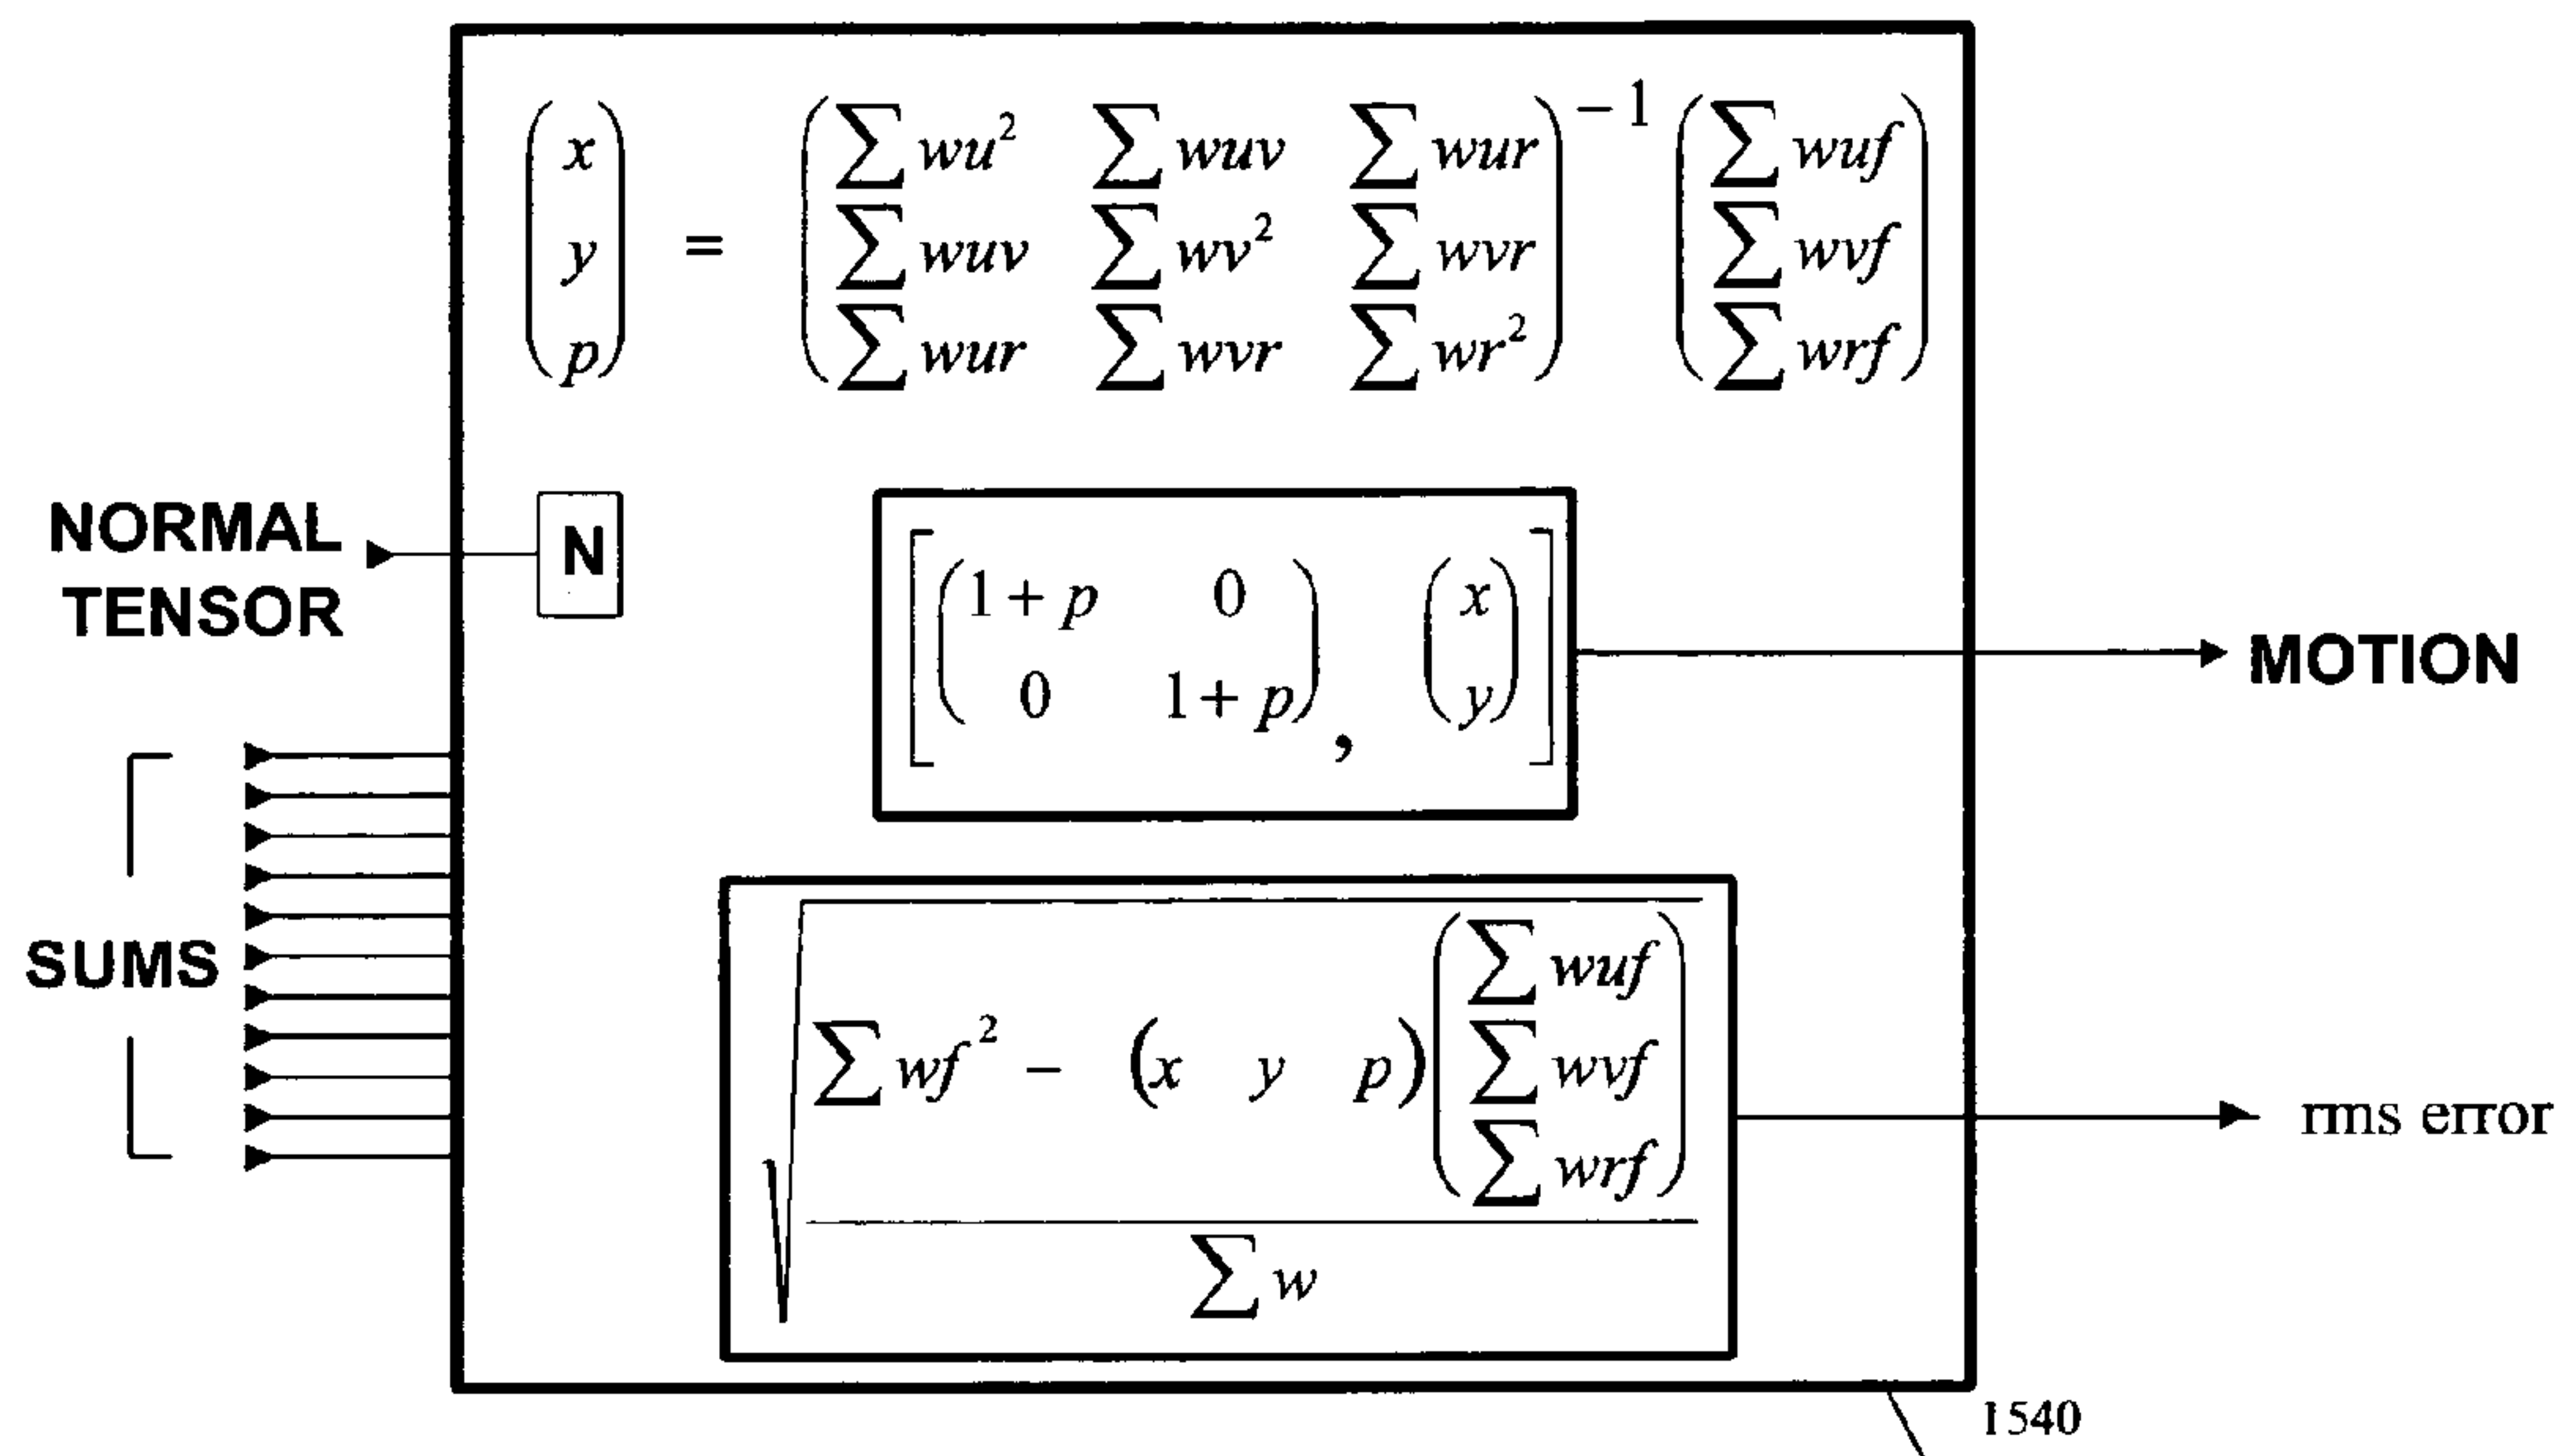 (x y p) = (∑wu² ∑wuv ∑wur
∑wuv ∑wv² ∑wvr
∑wur ∑wvr ∑wr²)⁻¹ (∑wuf ∑wvf ∑wrf)
NORMAL
TENSOR
N
[(1 + p 0
0 1 + p), (x y)]
MOTION
SUMS
√((∑wf² − (x y p)(∑wuf ∑wvf ∑wrf)) / ∑w)
rms error
1540